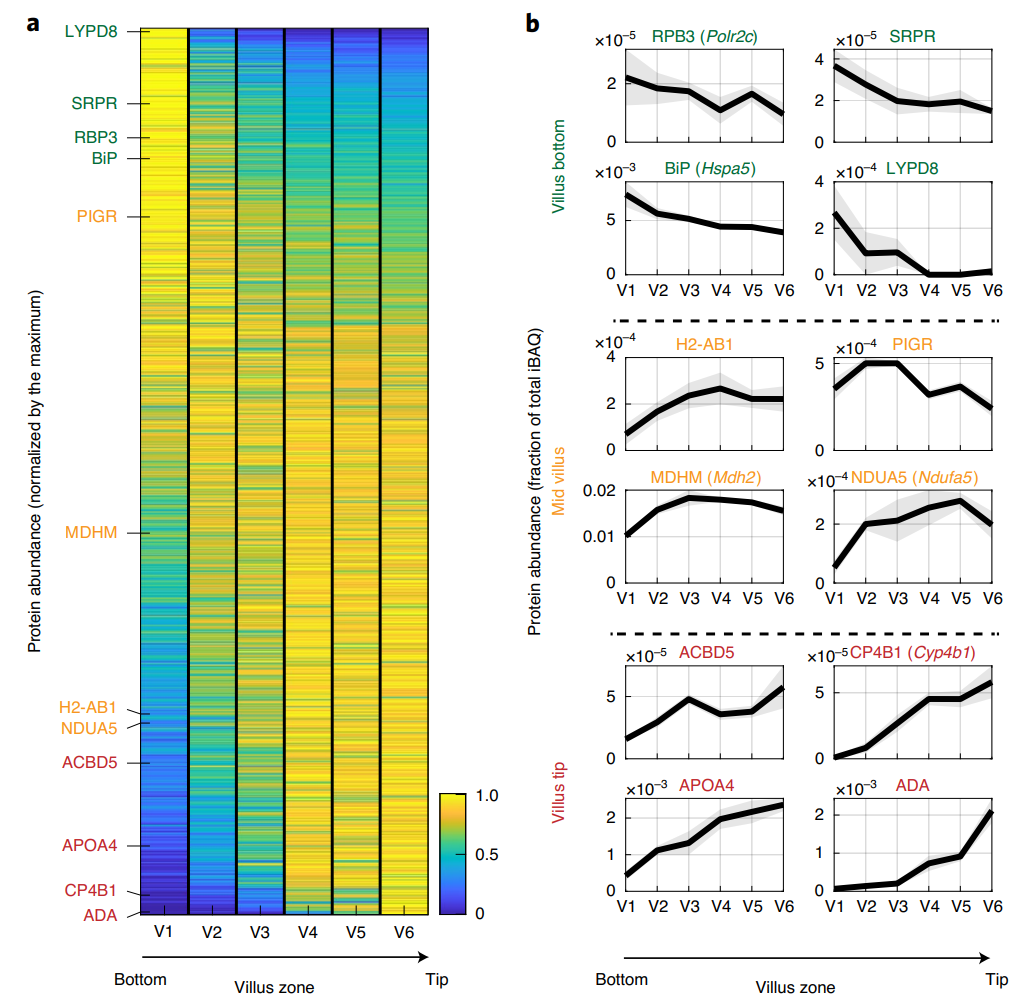 a
LYPD8
SRPR
RBP3
BiP
PIGR
MDHM
H2-AB1
NDUA5
ACBD5
APOA4
CP4B1
ADA
Protein abundance (normalized by the maximum)
1.0
0.5
0
V1 V2 V3 V4 V5 V6
Bottom Tip
Villus zone
b
Protein abundance (fraction of total iBAQ)
Villus bottom
×10⁻⁵ RPB3 (Polr2c)
2
0
×10⁻⁵ SRPR
4
2
0
×10⁻³ BiP (Hspa5)
5
0
V1 V2 V3 V4 V5 V6
×10⁻⁴ LYPD8
4
2
0
V1 V2 V3 V4 V5 V6
Mid villus
×10⁻⁴ H2-AB1
4
2
0
×10⁻⁴ PIGR
5
0
MDHM (Mdh2)
0.02
0.01
0
V1 V2 V3 V4 V5 V6
×10⁻⁴ NDUA5 (Ndufa5)
2
0
V1 V2 V3 V4 V5 V6
Villus tip
×10⁻⁵ ACBD5
5
0
×10⁻⁵ CP4B1 (Cyp4b1)
5
0
×10⁻³ APOA4
2
1
0
V1 V2 V3 V4 V5 V6
×10⁻³ ADA
2
1
0
V1 V2 V3 V4 V5 V6
Bottom Tip
Villus zone